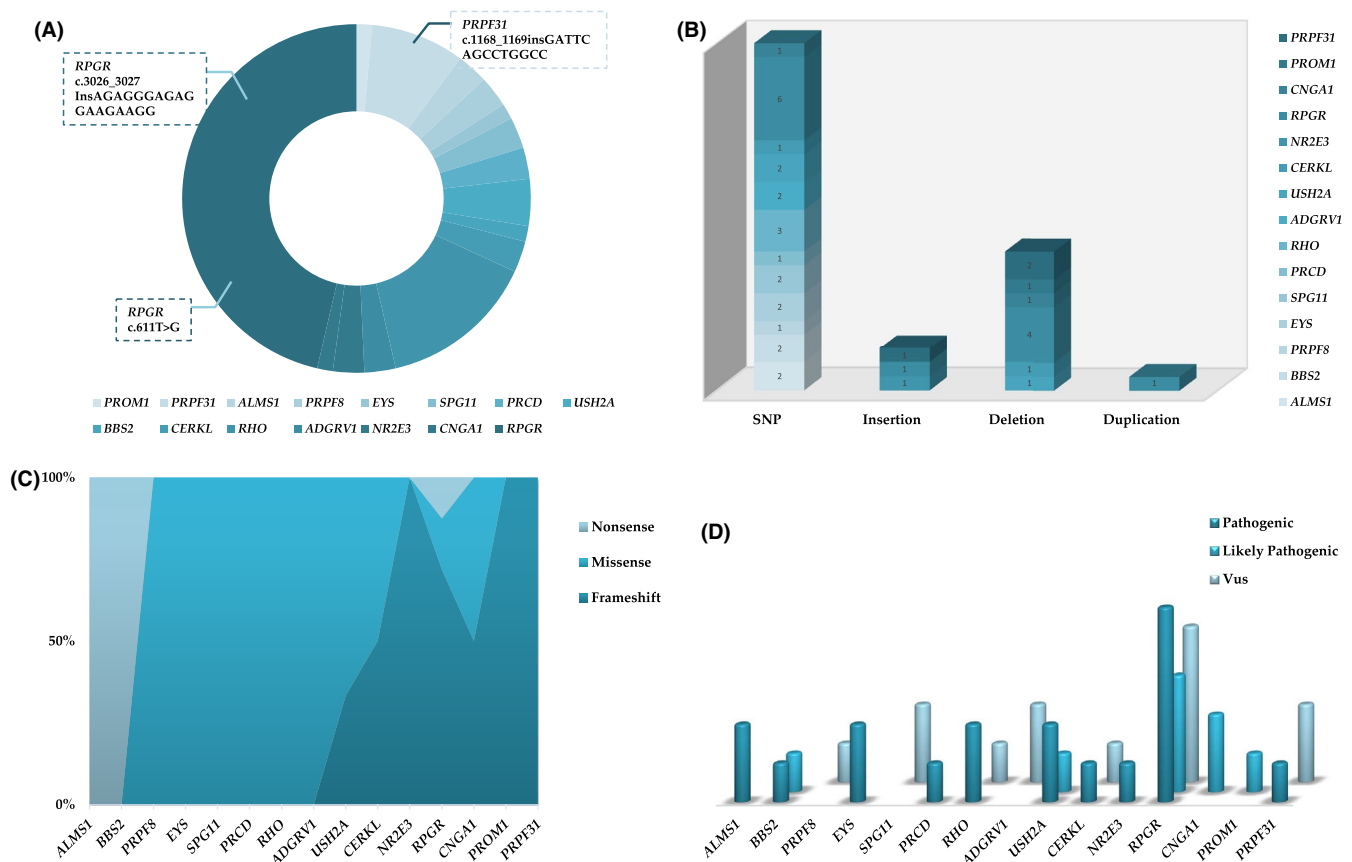 (A)
RPGR
c.3026_3027
InsAGAGGGAGAG
GAAGAAGG
PRPF31
c.1168_1169insGATTC
AGCCTGGCC
RPGR
c.611T>G
PROM1 PRPF31 ALMS1 PRPF8 EYS SPG11 PRCD USH2A
BBS2 CERKL RHO ADGRV1 NR2E3 CNGA1 RPGR
(B)
1
6
1
2
2
3
1
2
2
1
2
2
1
1
1
2
1
1
4
1
1
1
SNP Insertion Deletion Duplication
PRPF31
PROM1
CNGA1
RPGR
NR2E3
CERKL
USH2A
ADGRV1
RHO
PRCD
SPG11
EYS
PRPF8
BBS2
ALMS1
(C)
100%
50%
0%
ALMS1 BBS2 PRPF8 EYS SPG11 PRCD RHO ADGRV1 USH2A CERKL NR2E3 RPGR CNGA1 PROM1 PRPF31
Nonsense
Missense
Frameshift
(D)
Pathogenic
Likely Pathogenic
Vus
ALMS1 BBS2 PRPF8 EYS SPG11 PRCD RHO ADGRV1 USH2A CERKL NR2E3 RPGR CNGA1 PROM1 PRPF31